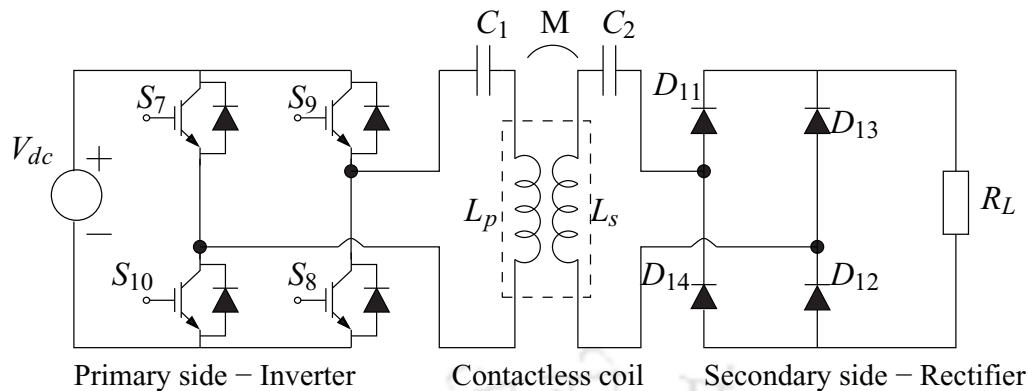 C1 M C2
S7 S9 D11
D13
Vdc +
−
Lp Ls RL
S10 S8 D14 D12
Primary side − Inverter Contactless coil Secondary side − Rectifier